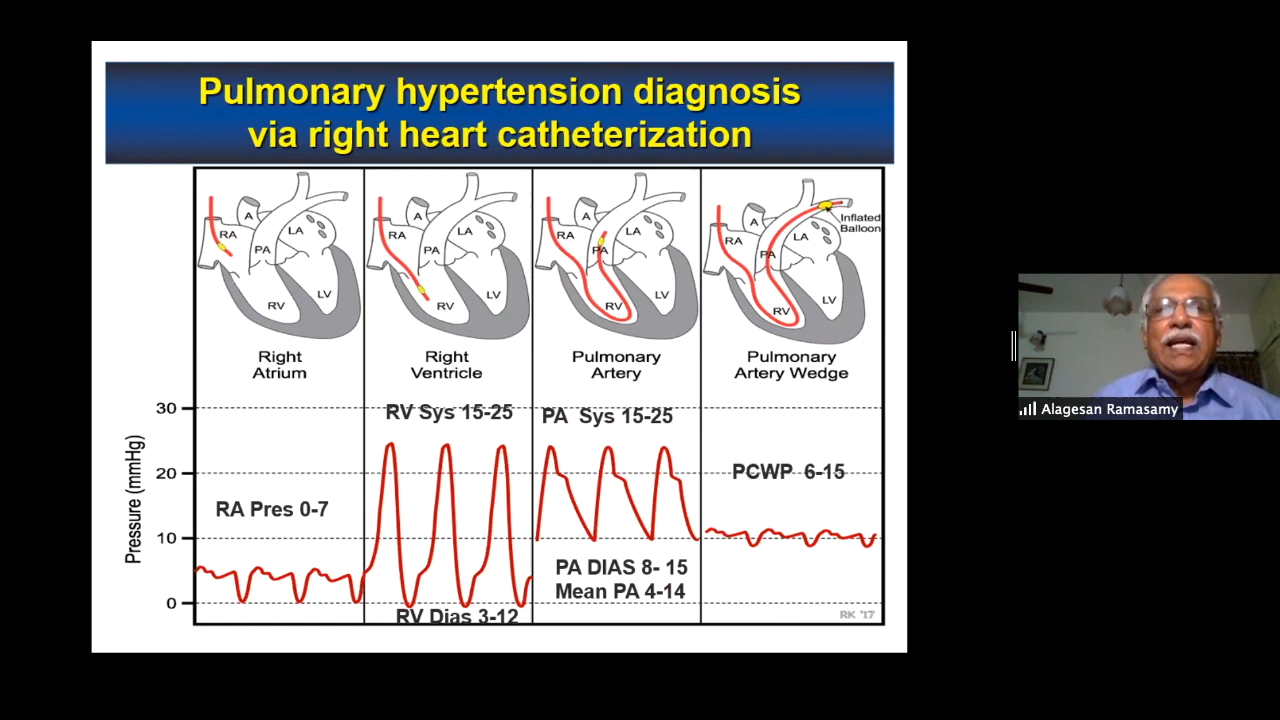 Pulmonary hypertension diagnosis
via right heart catheterization
A
RA
LA
PA
LV
RV
Right
Atrium
A
RA
LA
PA
LV
RV
Right
Ventricle
A
RA
LA
PA
LV
RV
Pulmonary
Artery
Inflated
Balloon
A
RA
LA
PA
LV
RV
Pulmonary
Artery Wedge
Pressure (mmHg)
30
20
10
0
RA Pres 0-7
RV Sys 15-25
RV Dias 3-12
PA Sys 15-25
PA DIAS 8- 15
Mean PA 4-14
PCWP 6-15
RK '17
Alagesan Ramasamy